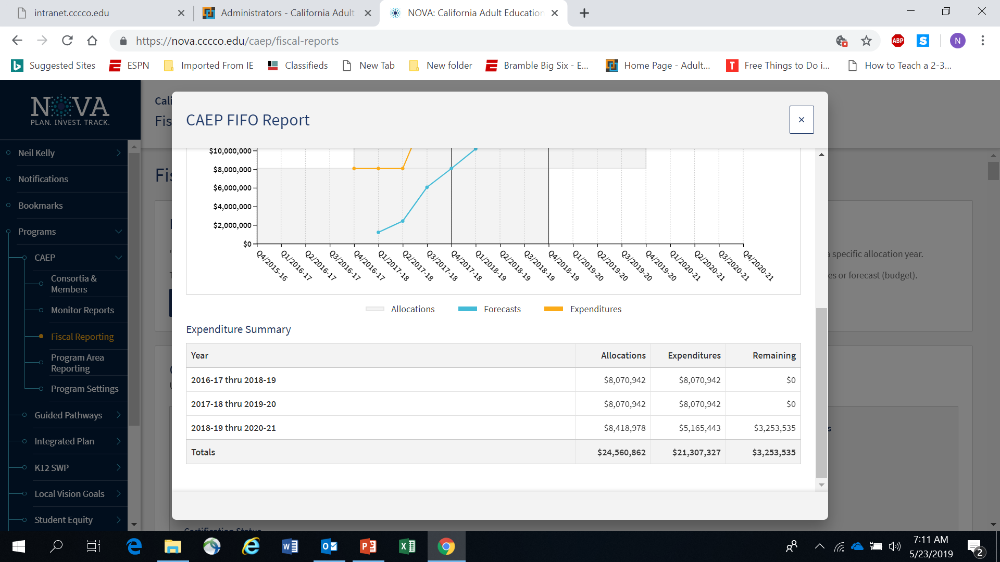 intranet.cccco.edu
Administrators - California Adult
NOVA: California Adult Education
https://nova.cccco.edu/caep/fiscal-reports
ABP
S
N
Suggested Sites
ESPN
Imported From IE
Classifieds
New Tab
New folder
Bramble Big Six - E...
Home Page - Adult...
T
Free Things to Do i...
How to Teach a 2-3...
NOVA
PLAN. INVEST. TRACK.
Neil Kelly
Notifications
Bookmarks
Programs
CAEP
Consortia &
Members
Monitor Reports
Fiscal Reporting
Program Area
Reporting
Program Settings
Guided Pathways
Integrated Plan
K12 SWP
Local Vision Goals
Student Equity
Cali
Fis
Fis
a specific allocation year.
es or forecast (budget).
s
CAEP FIFO Report
×
$10,000,000
$8,000,000
$6,000,000
$4,000,000
$2,000,000
$0
Q4/2015-16
Q1/2016-17
Q2/2016-17
Q3/2016-17
Q4/2016-17
Q1/2017-18
Q2/2017-18
Q3/2017-18
Q4/2017-18
Q1/2018-19
Q2/2018-19
Q3/2018-19
Q4/2018-19
Q1/2019-20
Q2/2019-20
Q3/2019-20
Q4/2019-20
Q1/2020-21
Q2/2020-21
Q3/2020-21
Q4/2020-21
Allocations Forecasts Expenditures
Expenditure Summary
Year Allocations Expenditures Remaining
2016-17 thru 2018-19 $8,070,942 $8,070,942 $0
2017-18 thru 2019-20 $8,070,942 $8,070,942 $0
2018-19 thru 2020-21 $8,418,978 $5,165,443 $3,253,535
Totals $24,560,862 $21,307,327 $3,253,535
Certification Status
7:11 AM
5/23/2019
2